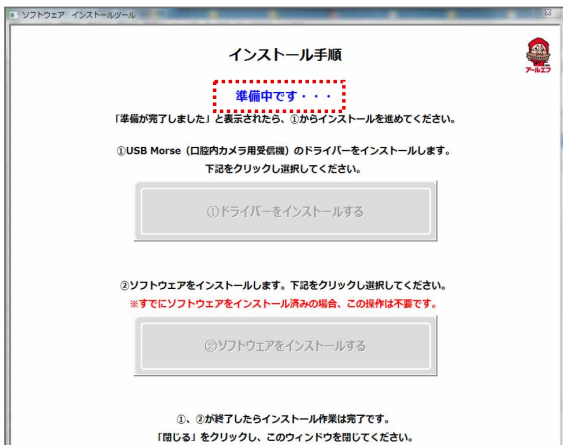 ソフトウェア インストールツール
インストール手順
アールエフ
準備中です・・・
「準備が完了しました」と表示されたら、①からインストールを進めてください。
①USB Morse（口腔内カメラ用受信機）のドライバーをインストールします。
下記をクリックし選択してください。
①ドライバーをインストールする
②ソフトウェアをインストールします。下記をクリックし選択してください。
※すでにソフトウェアをインストール済みの場合、この操作は不要です。
②ソフトウェアをインストールする
①、②が終了したらインストール作業は完了です。
「閉じる」をクリックし、このウィンドウを閉じてください。